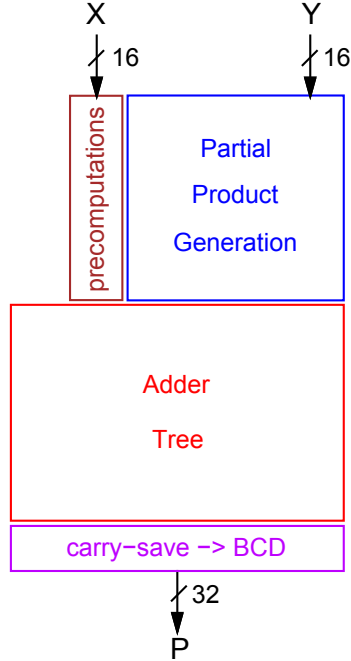 X
Y
16
16
precomputations
Partial
Product
Generation
Adder
Tree
carry−save −> BCD
32
P